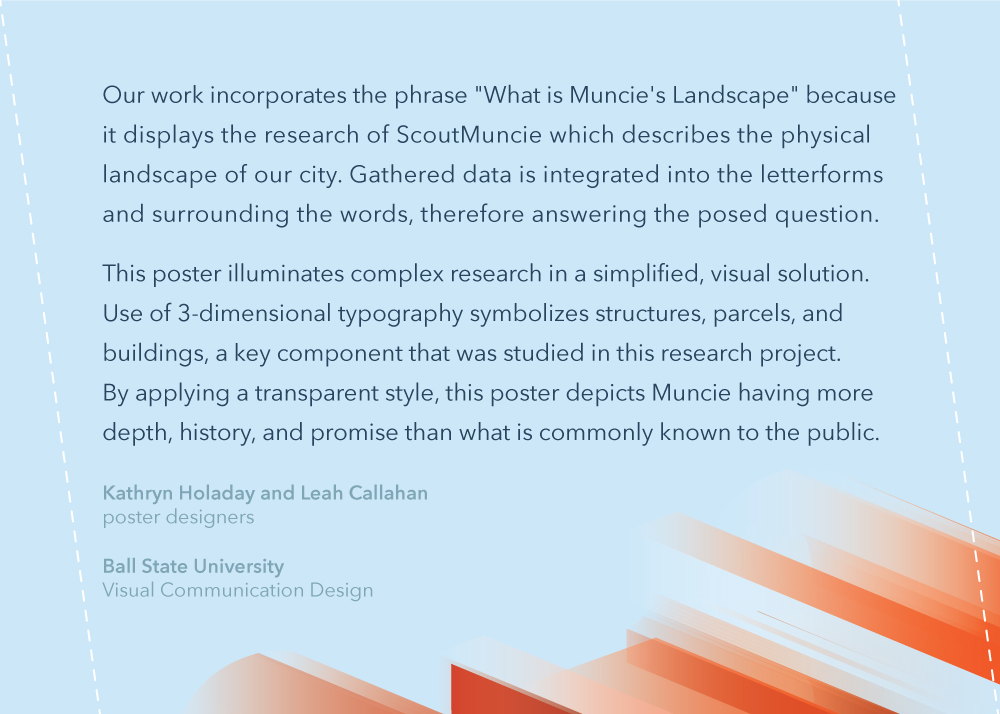 Our work incorporates the phrase "What is Muncie's Landscape" because
it displays the research of ScoutMuncie which describes the physical
landscape of our city. Gathered data is integrated into the letterforms
and surrounding the words, therefore answering the posed question.
This poster illuminates complex research in a simplified, visual solution.
Use of 3-dimensional typography symbolizes structures, parcels, and
buildings, a key component that was studied in this research project.
By applying a transparent style, this poster depicts Muncie having more
depth, history, and promise than what is commonly known to the public.
Kathryn Holaday and Leah Callahan
poster designers
Ball State University
Visual Communication Design